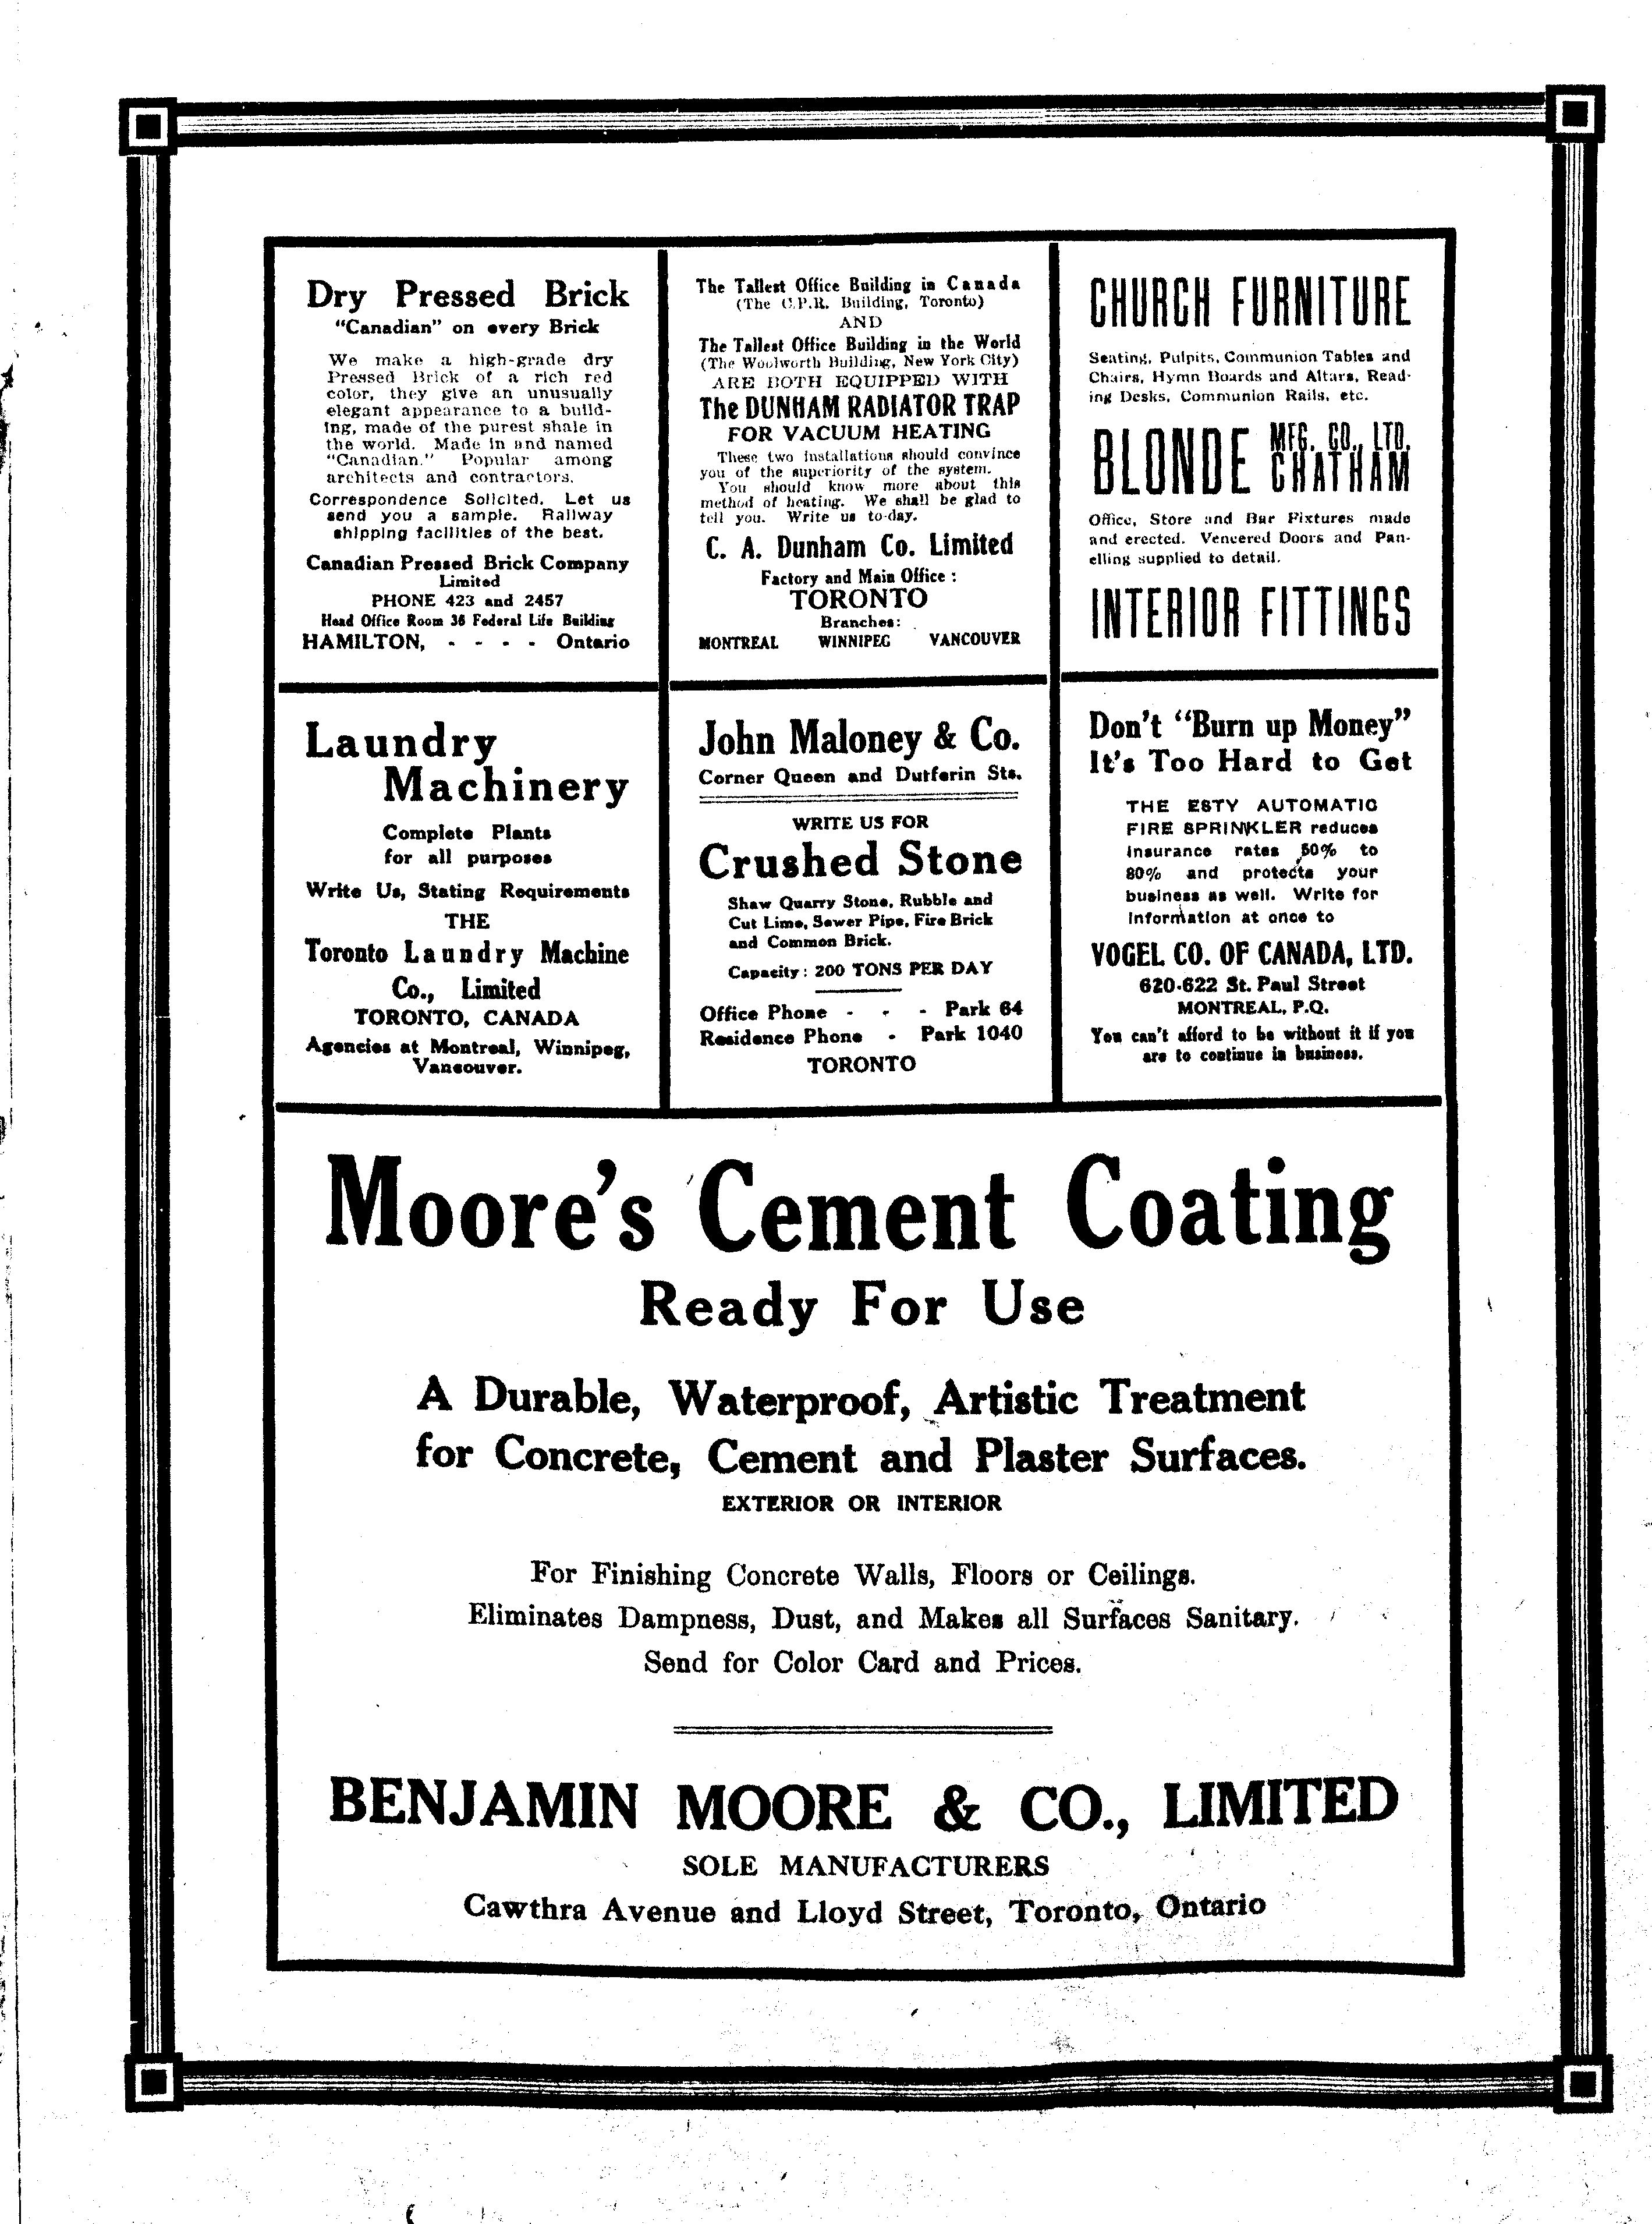 Dry Pressed Brick
"Canadian" on every Brick
We make a high-grade dry
Pressed Brick of a rich red
color, they give an unusually
elegant appearance to a build-
ing, made of the purest shale in
the world. Made in and named
"Canadian." Popular among
architects and contractors.
Correspondence Solicited. Let us
send you a sample. Railway
shipping facilities of the best.
Canadian Pressed Brick Company
Limited
PHONE 423 and 2457
Head Office Room 36 Federal Life Building
HAMILTON, - - - - Ontario
The Tallest Office Building in Canada
(The C.P.R. Building, Toronto)
AND
The Tallest Office Building in the World
(The Woolworth Building, New York City)
ARE BOTH EQUIPPED WITH
The DUNHAM RADIATOR TRAP
FOR VACUUM HEATING
These two installations should convince
you of the superiority of the system.
You should know more about this
method of heating. We shall be glad to
tell you. Write us to-day.
C. A. Dunham Co. Limited
Factory and Main Office :
TORONTO
Branches:
MONTREAL WINNIPEG VANCOUVER
CHURCH FURNITURE
Seating, Pulpits, Communion Tables and
Chairs, Hymn Boards and Altars, Read-
ing Desks, Communion Rails, etc.
BLONDE MFG. CO., LTD.
CHATHAM
Office, Store and Bar Fixtures made
and erected. Veneered Doors and Pan-
elling supplied to detail.
INTERIOR FITTINGS
Laundry
Machinery
Complete Plants
for all purposes
Write Us, Stating Requirements
THE
Toronto Laundry Machine
Co., Limited
TORONTO, CANADA
Agencies at Montreal, Winnipeg,
Vancouver.
John Maloney & Co.
Corner Queen and Dufferin Sts.
WRITE US FOR
Crushed Stone
Shaw Quarry Stone, Rubble and
Cut Lime, Sewer Pipe, Fire Brick
and Common Brick.
Capacity : 200 TONS PER DAY
Office Phone - - - Park 64
Residence Phone - Park 1040
TORONTO
Don't "Burn up Money"
It's Too Hard to Get
THE ESTY AUTOMATIC
FIRE SPRINKLER reduces
insurance rates 50% to
80% and protects your
business as well. Write for
information at once to
VOGEL CO. OF CANADA, LTD.
620-622 St. Paul Street
MONTREAL, P.Q.
You can't afford to be without it if you
are to continue in business.
Moore's Cement Coating
Ready For Use
A Durable, Waterproof, Artistic Treatment
for Concrete, Cement and Plaster Surfaces.
EXTERIOR OR INTERIOR
For Finishing Concrete Walls, Floors or Ceilings.
Eliminates Dampness, Dust, and Makes all Surfaces Sanitary.
Send for Color Card and Prices.
BENJAMIN MOORE & CO., LIMITED
SOLE MANUFACTURERS
Cawthra Avenue and Lloyd Street, Toronto, Ontario